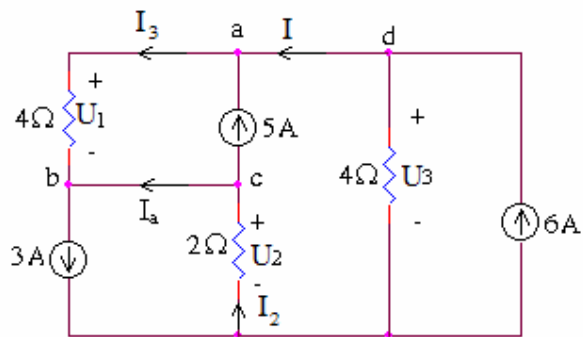 I3 a I d
+
4Ω U1
-
5A
+
4Ω U3
-
b c
Ia
6A
3A
+
2Ω U2
-
I2